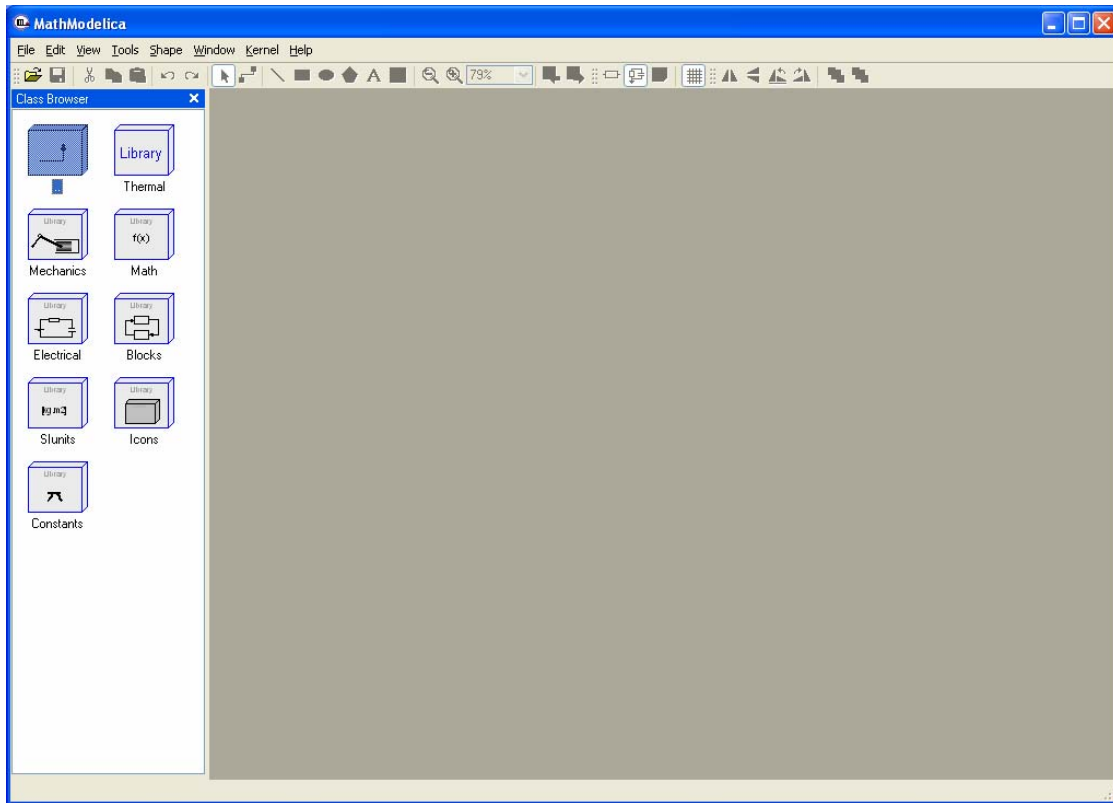 MathModelica
File Edit View Tools Shape Window Kernel Help
A 79%
Class Browser
Library
.. Thermal
Library Library
f(x)
Mechanics Math
Library Library
Electrical Blocks
Library Library
SIunits Icons
Library
π
Constants